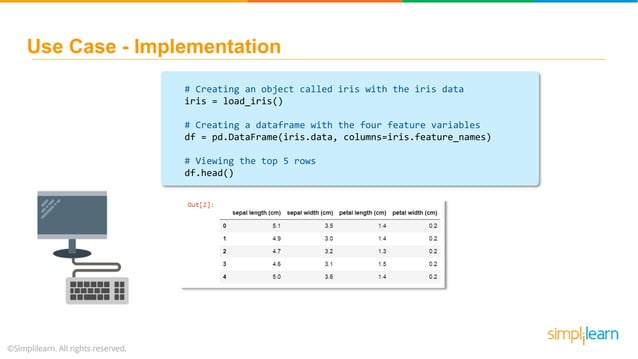 Use Case - Implementation
# Creating an object called iris with the iris data
iris = load_iris()
# Creating a dataframe with the four feature variables
df = pd.DataFrame(iris.data, columns=iris.feature_names)
# Viewing the top 5 rows
df.head()
Out[2]:
sepal length (cm) sepal width (cm) petal length (cm) petal width (cm)
0 5.1 3.5 1.4 0.2
1 4.9 3.0 1.4 0.2
2 4.7 3.2 1.3 0.2
3 4.6 3.1 1.5 0.2
4 5.0 3.6 1.4 0.2
simplilearn
©Simplilearn. All rights reserved.